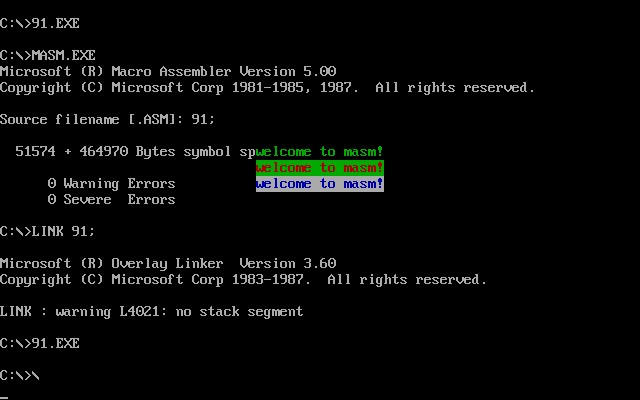 C:\>91.EXE
C:\>MASM.EXE
Microsoft (R) Macro Assembler Version 5.00
Copyright (C) Microsoft Corp 1981-1985, 1987.  All rights reserved.
Source filename [.ASM]: 91;
51574 + 464970 Bytes symbol spwelcome to masm!
welcome to masm!
0 Warning Errors welcome to masm!
0 Severe  Errors
C:\>LINK 91;
Microsoft (R) Overlay Linker  Version 3.60
Copyright (C) Microsoft Corp 1983-1987.  All rights reserved.
LINK : warning L4021: no stack segment
C:\>91.EXE
C:\>\